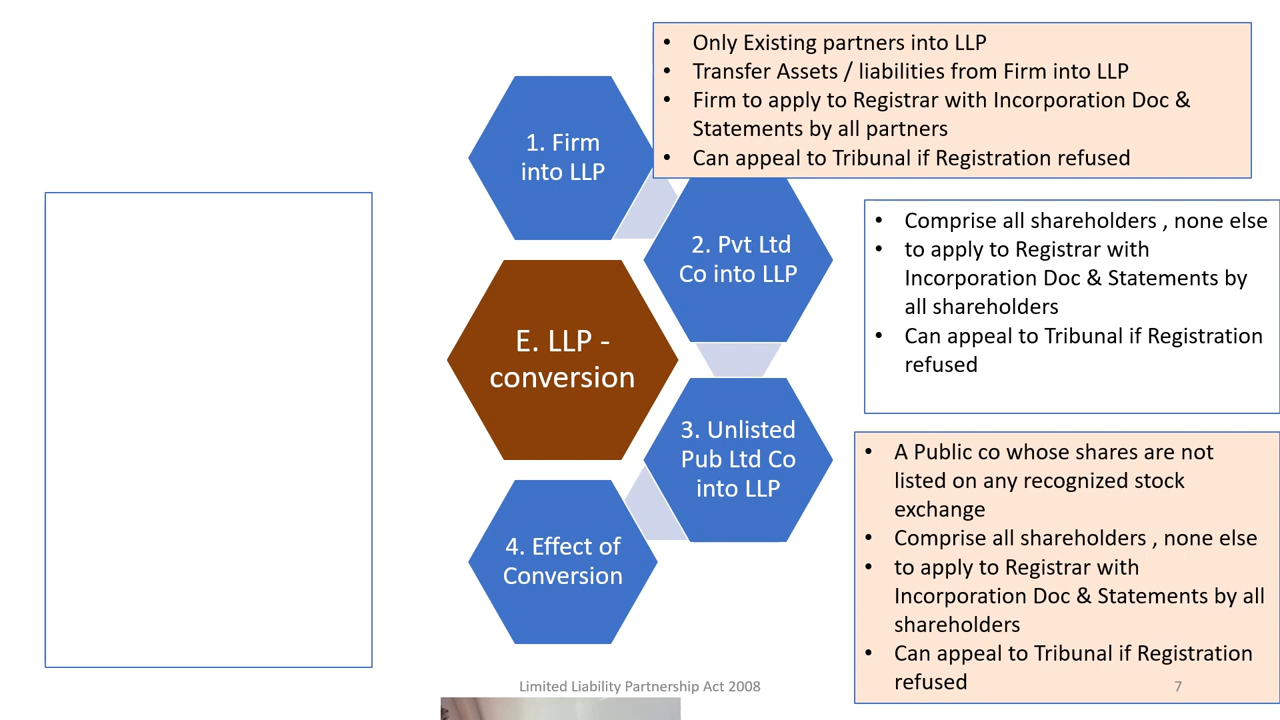 • Only Existing partners into LLP
• Transfer Assets / liabilities from Firm into LLP
• Firm to apply to Registrar with Incorporation Doc &
Statements by all partners
• Can appeal to Tribunal if Registration refused
1. Firm
into LLP
2. Pvt Ltd
Co into LLP
• Comprise all shareholders , none else
• to apply to Registrar with
Incorporation Doc & Statements by
all shareholders
• Can appeal to Tribunal if Registration
refused
E. LLP -
conversion
3. Unlisted
Pub Ltd Co
into LLP
• A Public co whose shares are not
listed on any recognized stock
exchange
• Comprise all shareholders , none else
• to apply to Registrar with
Incorporation Doc & Statements by all
shareholders
• Can appeal to Tribunal if Registration
refused
4. Effect of
Conversion
Limited Liability Partnership Act 2008
7